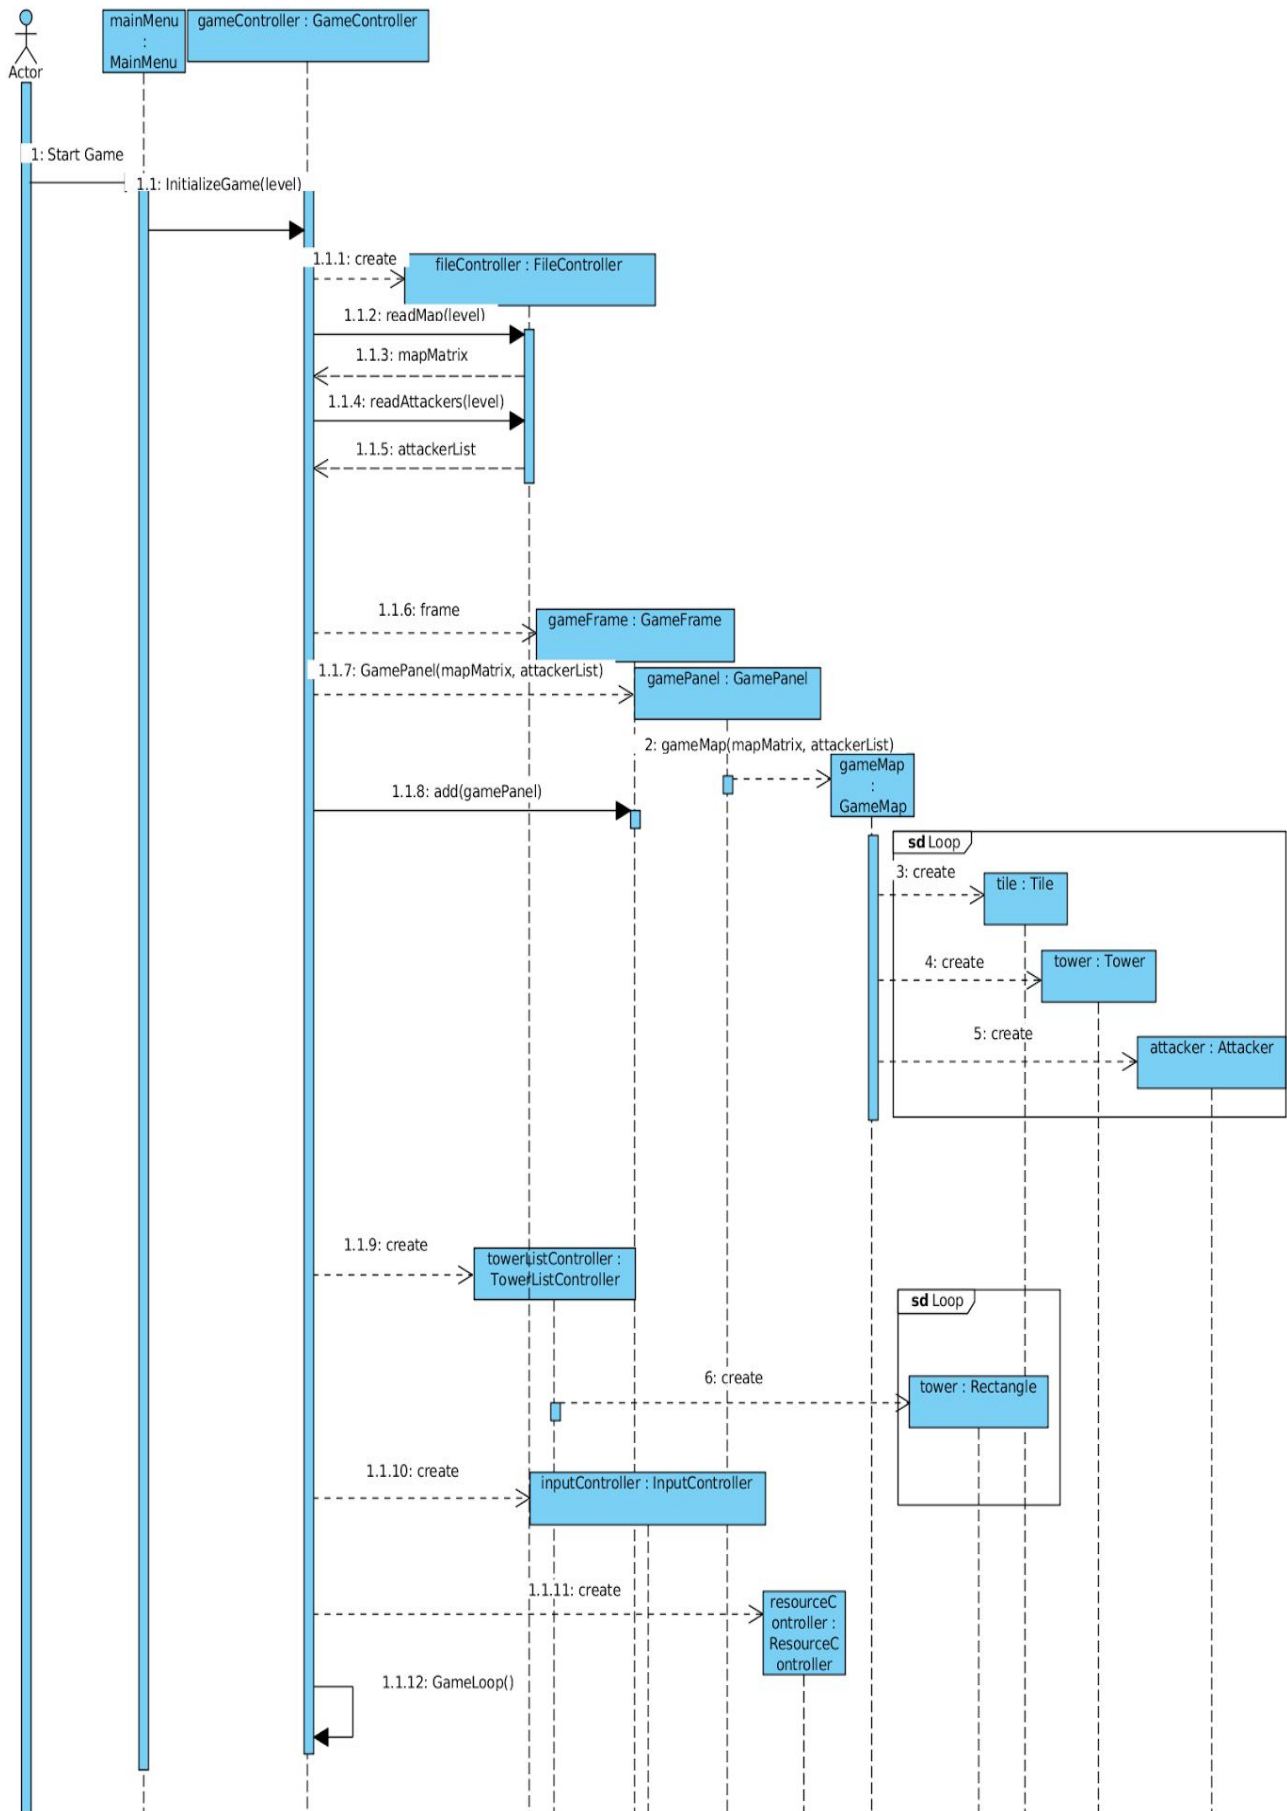 mainMenu
:
MainMenu
gameController : GameController
Actor
1: Start Game
1.1: InitializeGame(level)
1.1.1: create
fileController : FileController
1.1.2: readMap(level)
1.1.3: mapMatrix
1.1.4: readAttackers(level)
1.1.5: attackerList
1.1.6: frame
gameFrame : GameFrame
1.1.7: GamePanel(mapMatrix, attackerList)
gamePanel : GamePanel
2: gameMap(mapMatrix, attackerList)
gameMap
:
GameMap
1.1.8: add(gamePanel)
sd Loop
3: create
tile : Tile
4: create
tower : Tower
5: create
attacker : Attacker
1.1.9: create
towerListController :
TowerListController
sd Loop
6: create
tower : Rectangle
1.1.10: create
inputController : InputController
1.1.11: create
resourceC
ontroller :
ResourceC
ontroller
1.1.12: GameLoop()